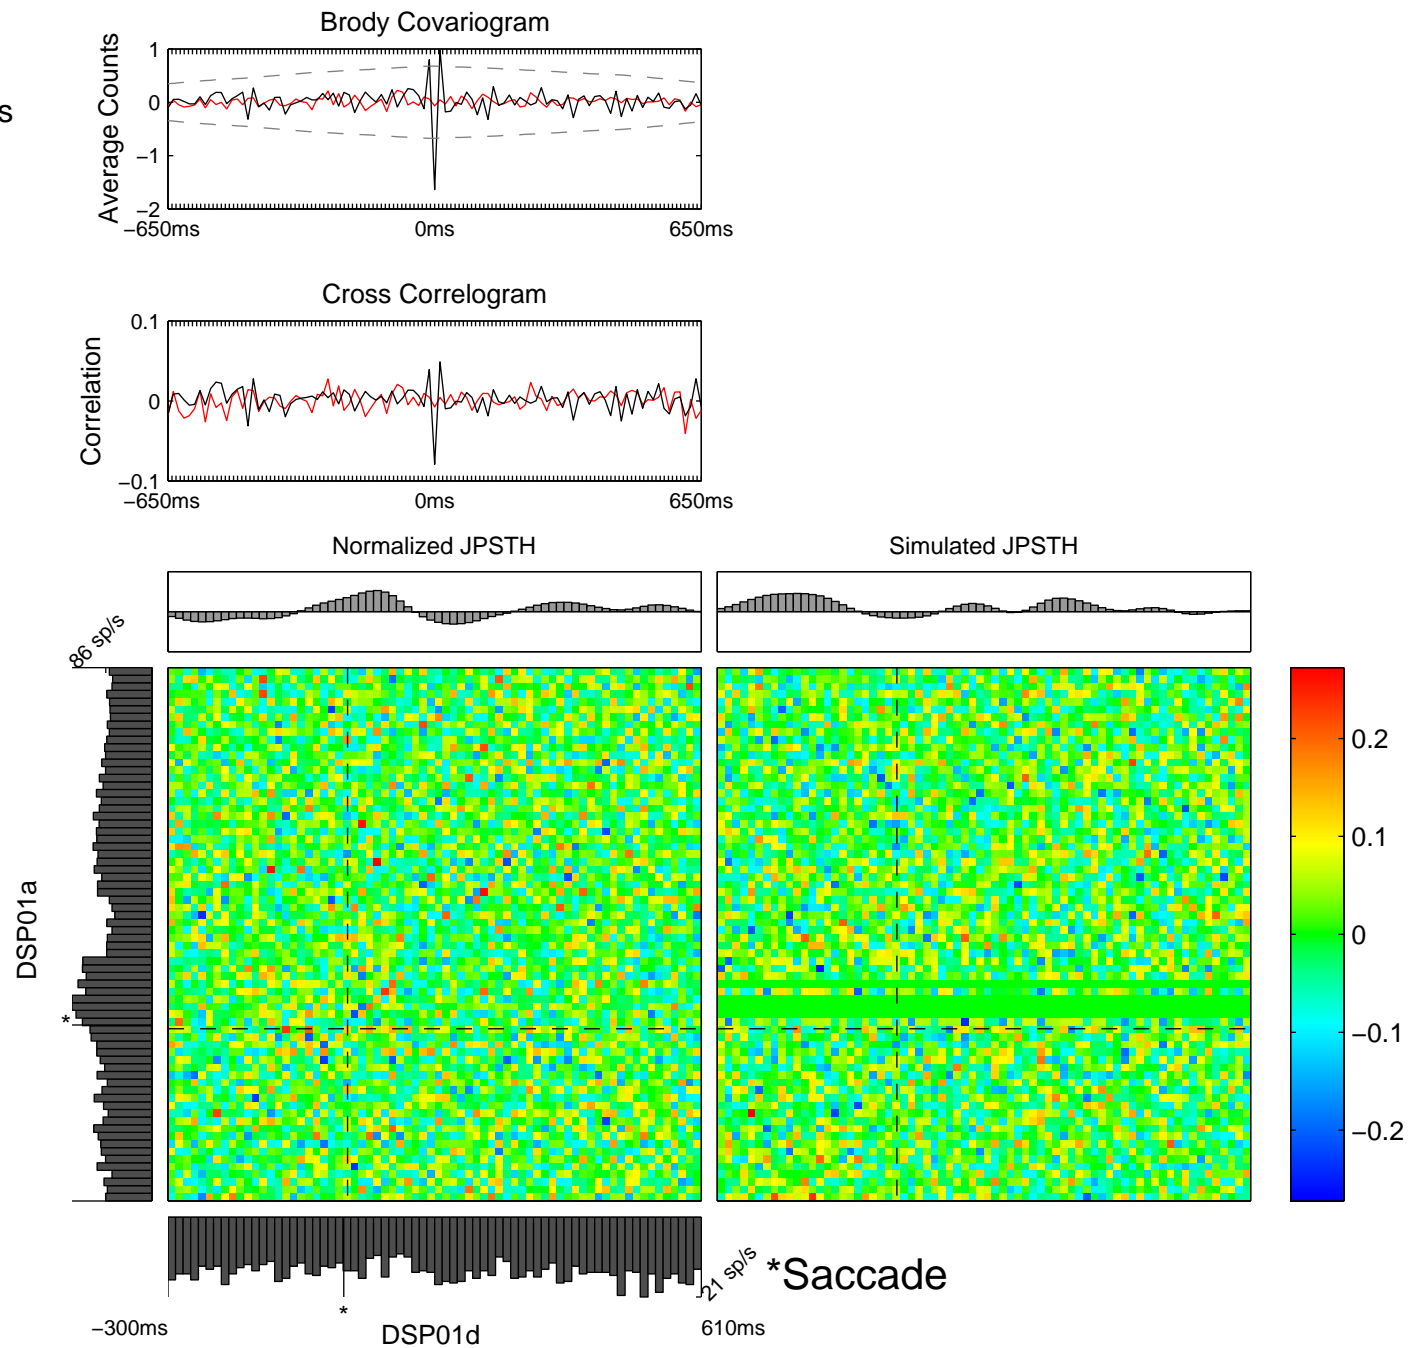 Brody Covariogram
s
Average Counts
1
0
−1
−2
−650ms 0ms 650ms
Cross Correlogram
Correlation
0.1
0
−0.1
−650ms 0ms 650ms
Normalized JPSTH Simulated JPSTH
86 sp/s
DSP01a
*
0.2
0.1
0
−0.1
−0.2
21 sp/s
*Saccade
*
−300ms DSP01d 610ms